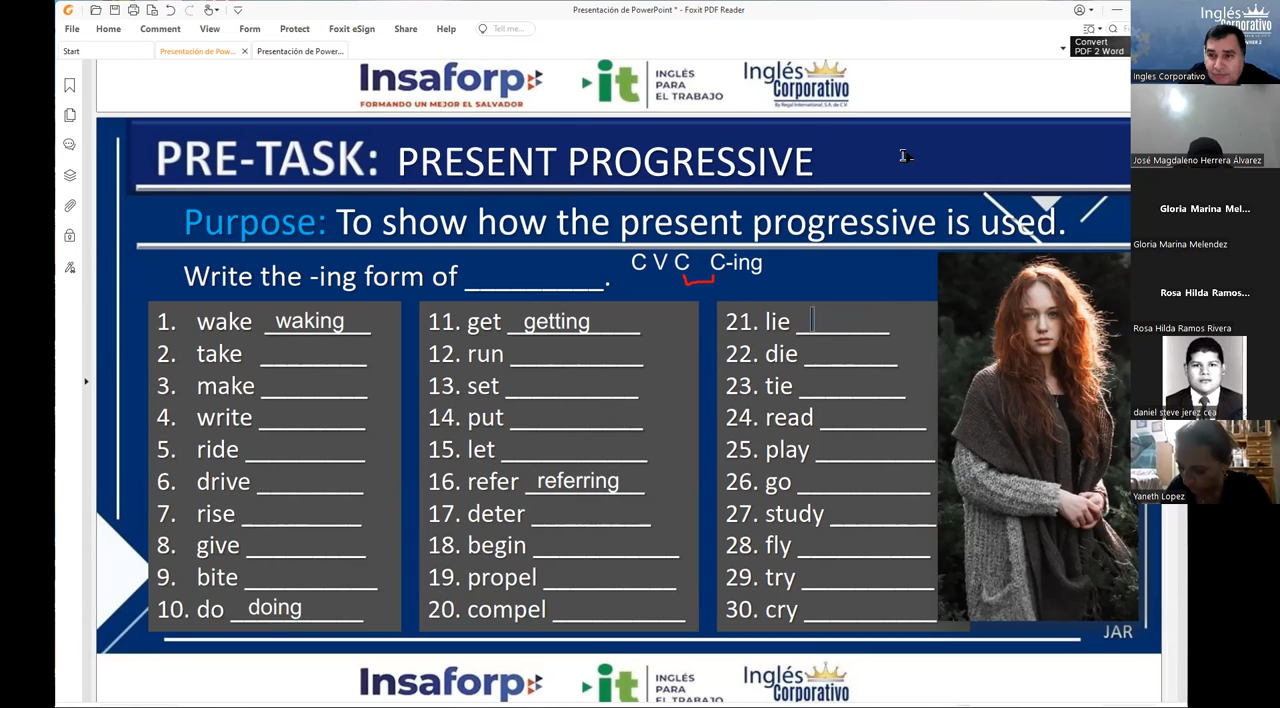 Presentación de PowerPoint * - Foxit PDF Reader
File Home Protect Comment View Form Protect Foxit eSign Share Help Tell me...
Start Presentación de Pow... Presentación de Power...
Convert
PDF 2 Word
Insaforp
FORMANDO UN MEJOR EL SALVADOR
it INGLÉS
PARA
EL TRABAJO
Inglés
Corporativo
PRE-TASK: PRESENT PROGRESSIVE
Purpose: To show how the present progressive is used.
C V C C-ing
Write the -ing form of _________.
1. wake waking
2. take
3. make
4. write
5. ride
6. drive
7. rise
8. give
9. bite
10. do doing
11. get getting
12. run
13. set
14. put
15. let
16. refer referring
17. deter
18. begin
19. propel
20. compel
21. lie
22. die
23. tie
24. read
25. play
26. go
27. study
28. fly
29. try
30. cry
JAR
Insaforp
it INGLÉS
PARA
EL TRABAJO
Inglés
Corporativo
Inglés
Corporativo
Ingles Corporativo
José Magdaleno Herrera Álvarez
Gloria Marina Mel...
Gloria Marina Melendez
Rosa Hilda Ramos...
Rosa Hilda Ramos Rivera
daniel steve jerez cea
Yaneth Lopez